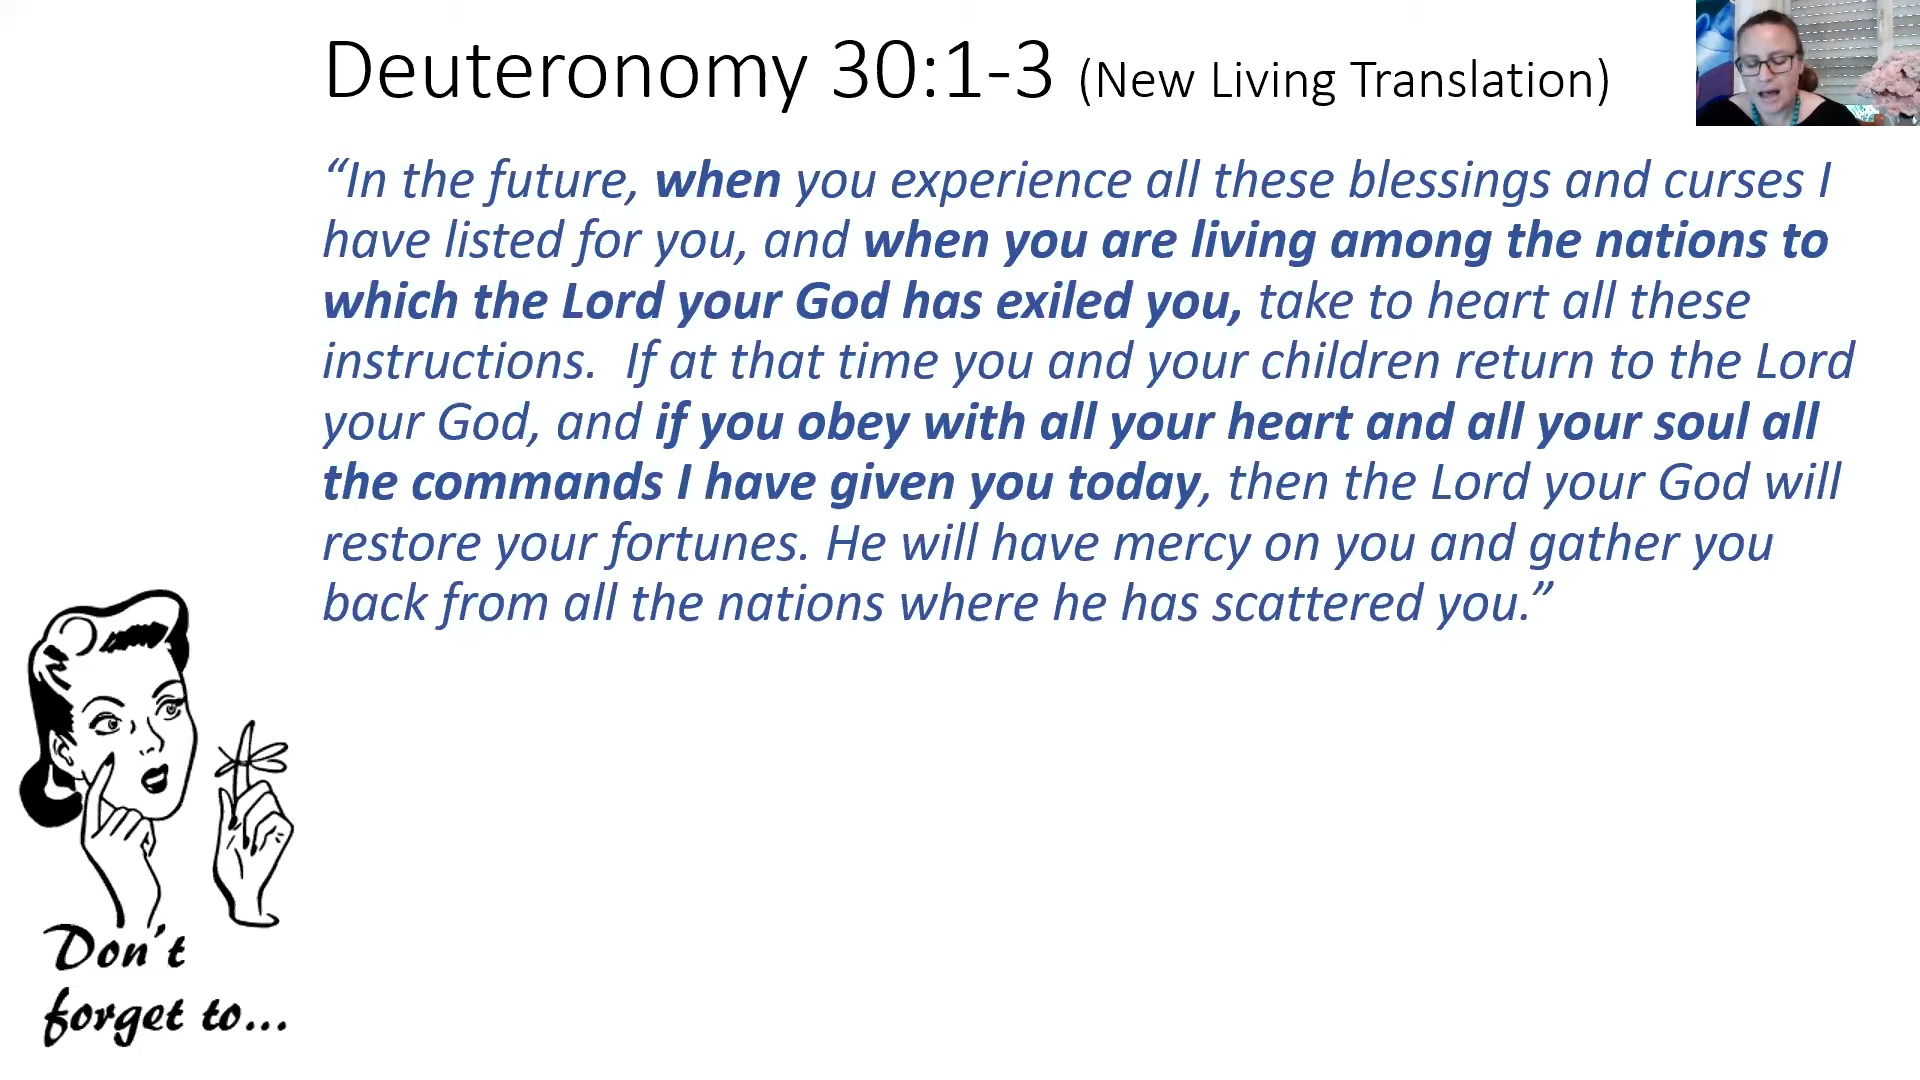 Deuteronomy 30:1-3 (New Living Translation)
“In the future, when you experience all these blessings and curses I
have listed for you, and when you are living among the nations to
which the Lord your God has exiled you, take to heart all these
instructions.  If at that time you and your children return to the Lord
your God, and if you obey with all your heart and all your soul all
the commands I have given you today, then the Lord your God will
restore your fortunes. He will have mercy on you and gather you
back from all the nations where he has scattered you.”
Don't
forget to...